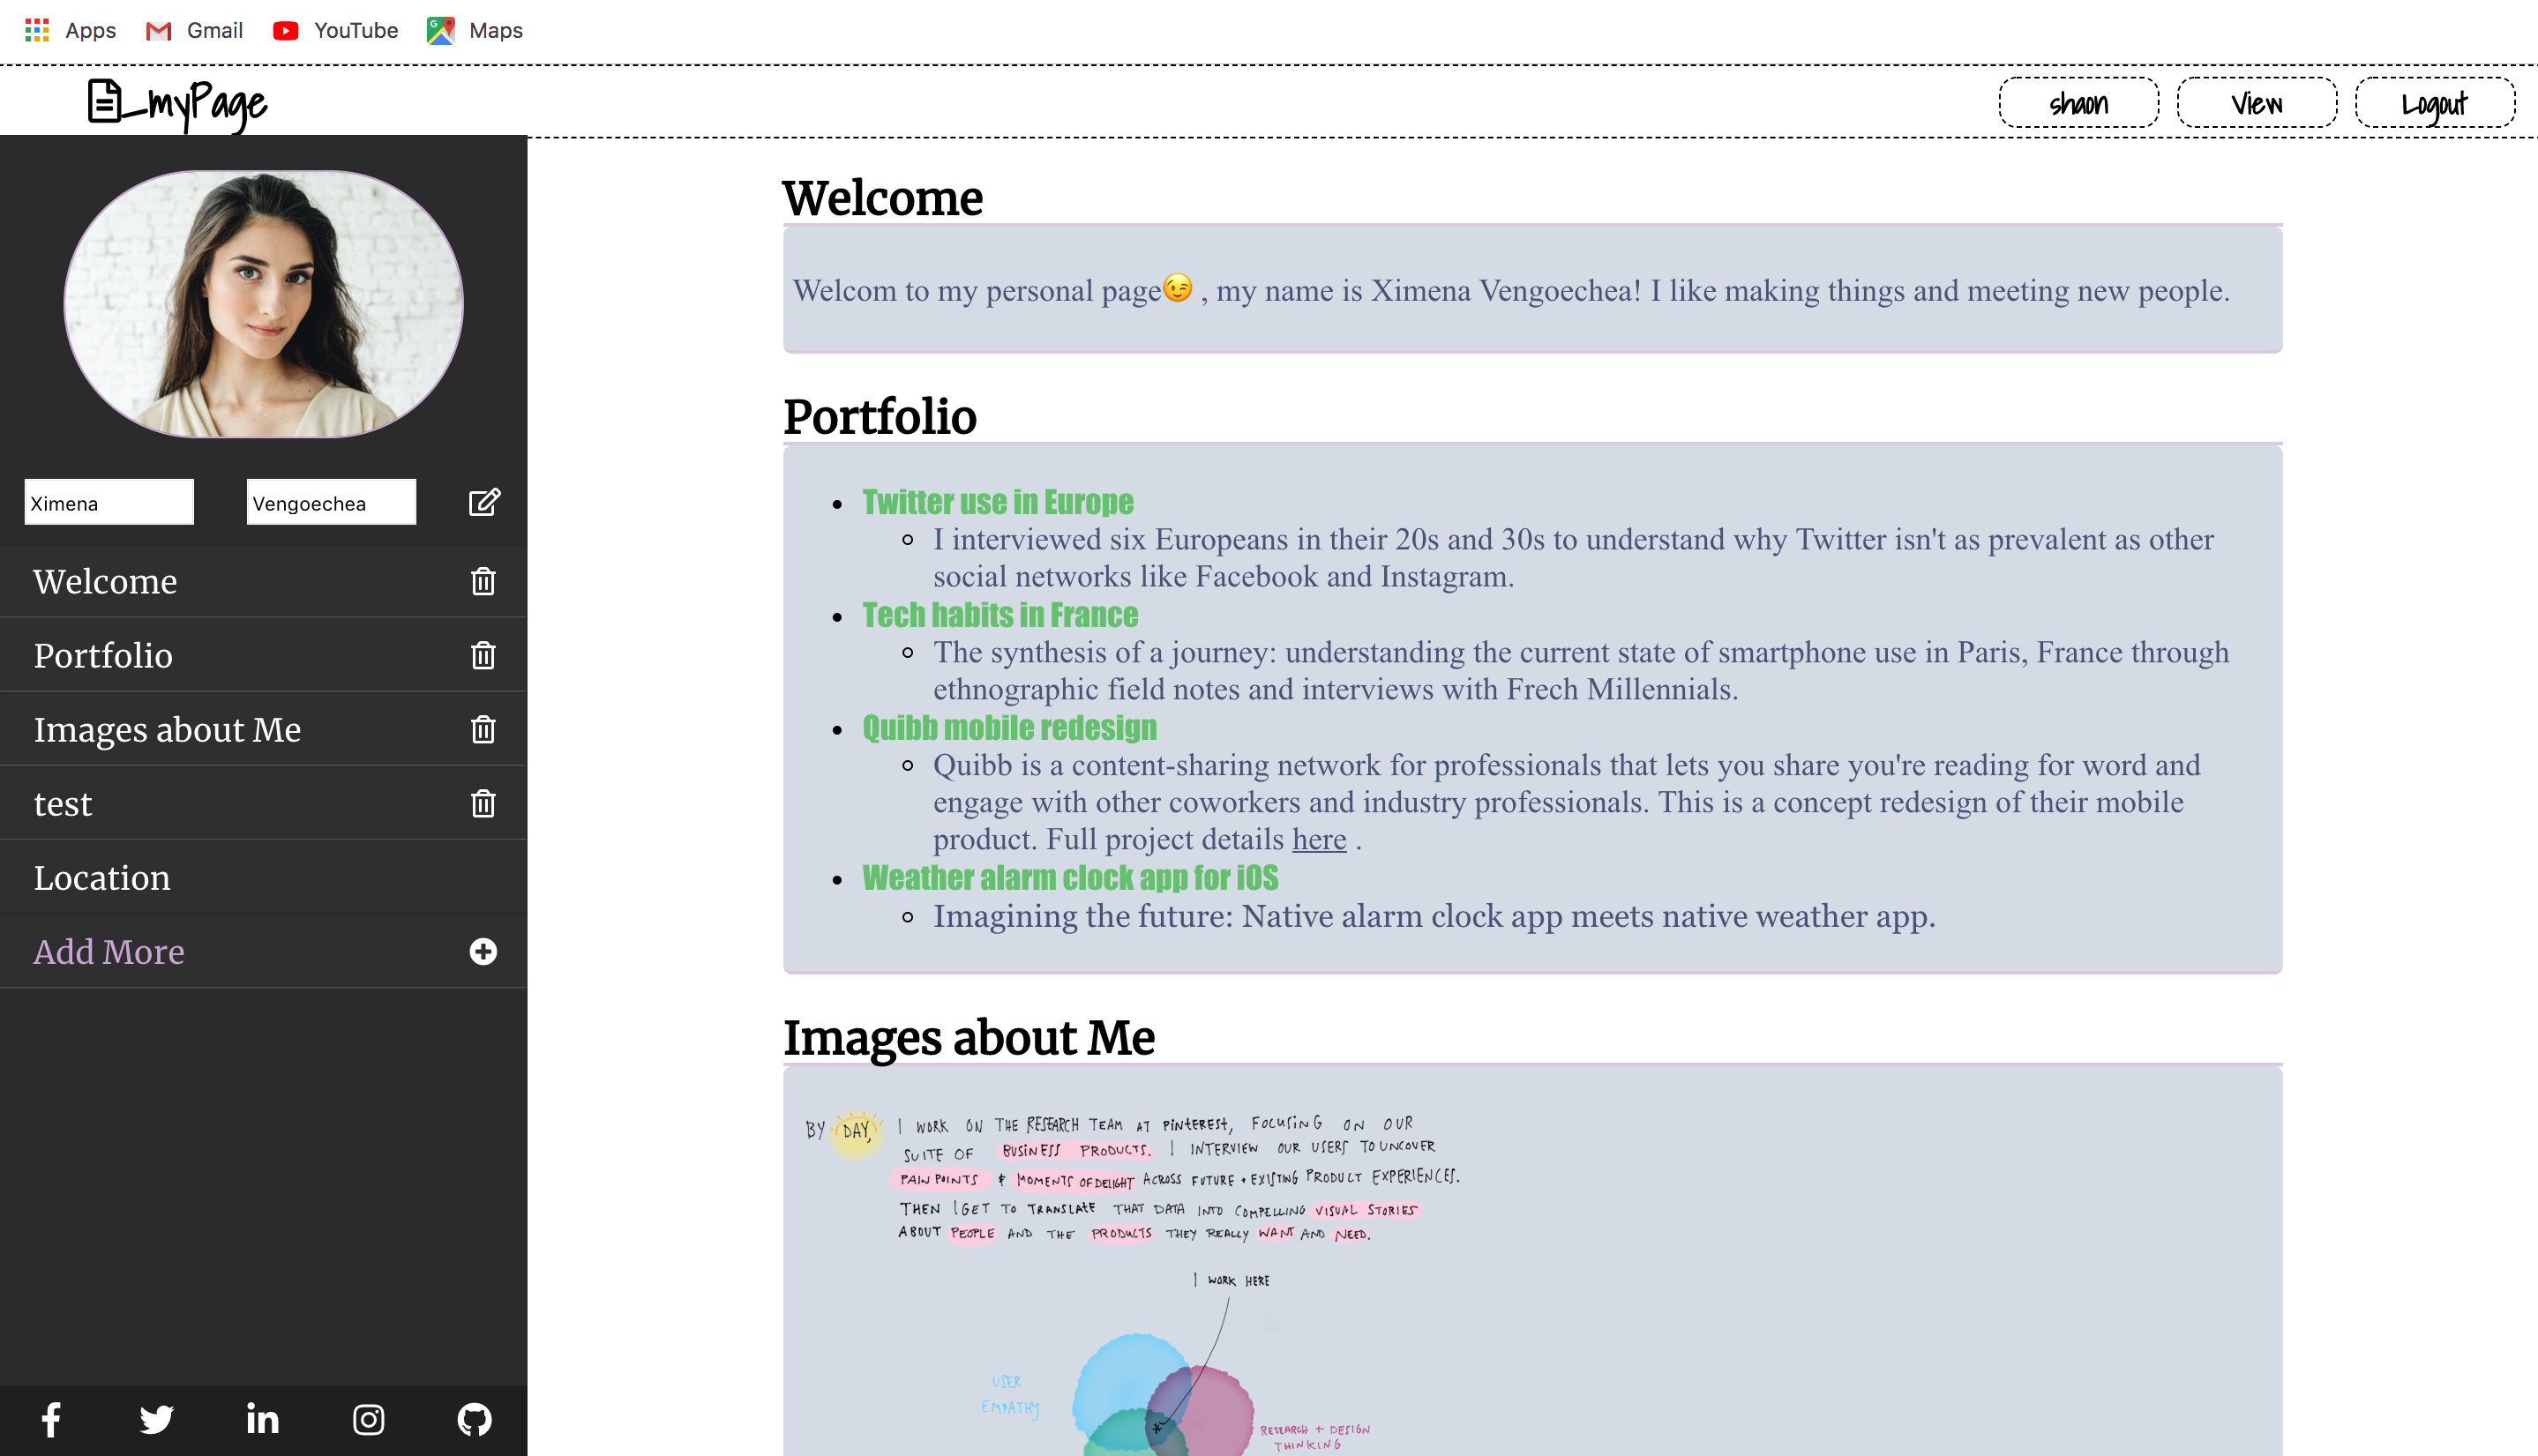 Apps Gmail YouTube Maps
_myPage
shaon View Logout
Ximena Vengoechea
Welcome
Portfolio
Images about Me
test
Location
Add More
Welcome
Welcom to my personal page😉 , my name is Ximena Vengoechea! I like making things and meeting new people.
Portfolio
Twitter use in Europe
I interviewed six Europeans in their 20s and 30s to understand why Twitter isn't as prevalent as other
social networks like Facebook and Instagram.
Tech habits in France
The synthesis of a journey: understanding the current state of smartphone use in Paris, France through
ethnographic field notes and interviews with Frech Millennials.
Quibb mobile redesign
Quibb is a content-sharing network for professionals that lets you share you're reading for word and
engage with other coworkers and industry professionals. This is a concept redesign of their mobile
product. Full project details here .
Weather alarm clock app for iOS
Imagining the future: Native alarm clock app meets native weather app.
Images about Me
BY DAY, I WORK ON THE RESEARCH TEAM AT PINTEREST, FOCUSING ON OUR
SUITE OF BUSINESS PRODUCTS. I INTERVIEW OUR USERS TO UNCOVER
PAIN POINTS & MOMENTS OF DELIGHT ACROSS FUTURE + EXISTING PRODUCT EXPERIENCES.
THEN I GET TO TRANSLATE THAT DATA INTO COMPELLING VISUAL STORIES
ABOUT PEOPLE AND THE PRODUCTS THEY REALLY WANT AND NEED.
I WORK HERE
USER
EMPATHY
RESEARCH + DESIGN
THINKING